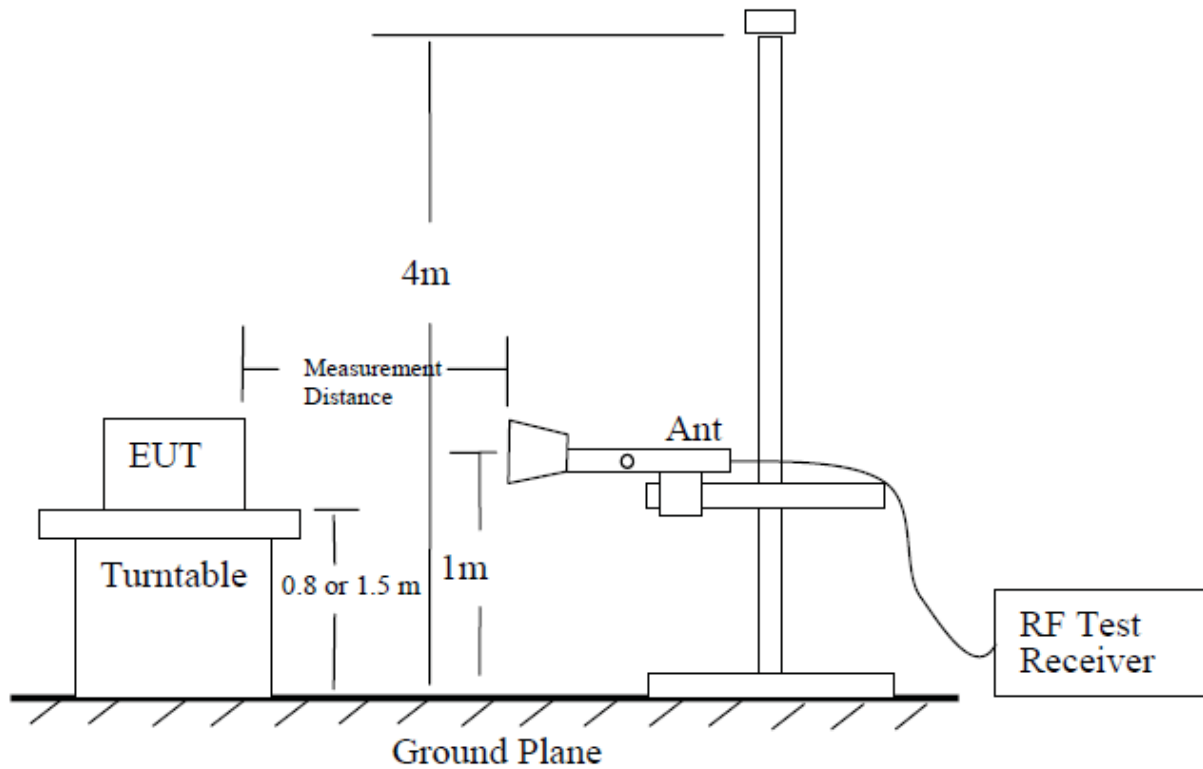 4m
Measurement
Distance
EUT
Ant
Turntable
0.8 or 1.5 m
1m
RF Test
Receiver
Ground Plane